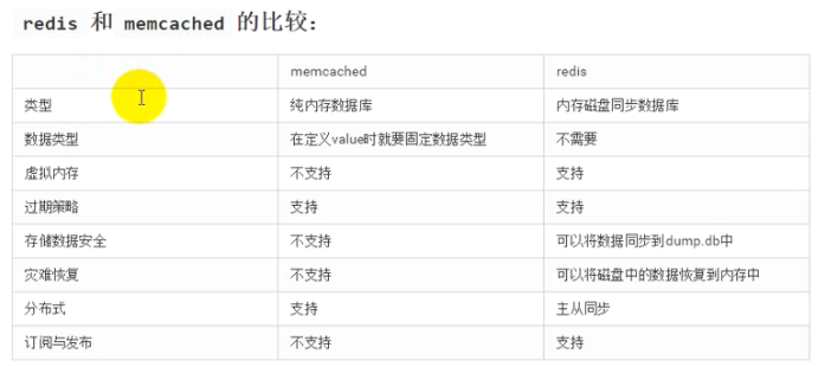 redis 和 memcached 的比较：
memcached redis
类型 纯内存数据库 内存磁盘同步数据库
数据类型 在定义value时就要固定数据类型 不需要
虚拟内存 不支持 支持
过期策略 支持 支持
存储数据安全 不支持 可以将数据同步到dump.db中
灾难恢复 不支持 可以将磁盘中的数据恢复到内存中
分布式 支持 主从同步
订阅与发布 不支持 支持